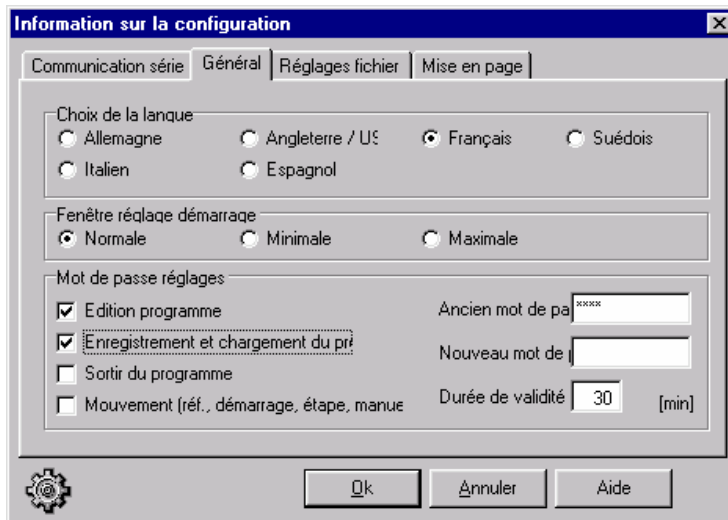 Information sur la configuration
Communication série Général Réglages fichier Mise en page
Choix de la langue
Allemagne Angleterre / US Français Suédois
Italien Espagnol
Fenêtre réglage démarrage
Normale Minimale Maximale
Mot de passe réglages
Edition programme
Enregistrement et chargement du pr
Sortir du programme
Mouvement (réf., démarrage, étape, manue
Ancien mot de pa ****
Nouveau mot de p
Durée de validité 30 [min]
Ok Annuler Aide